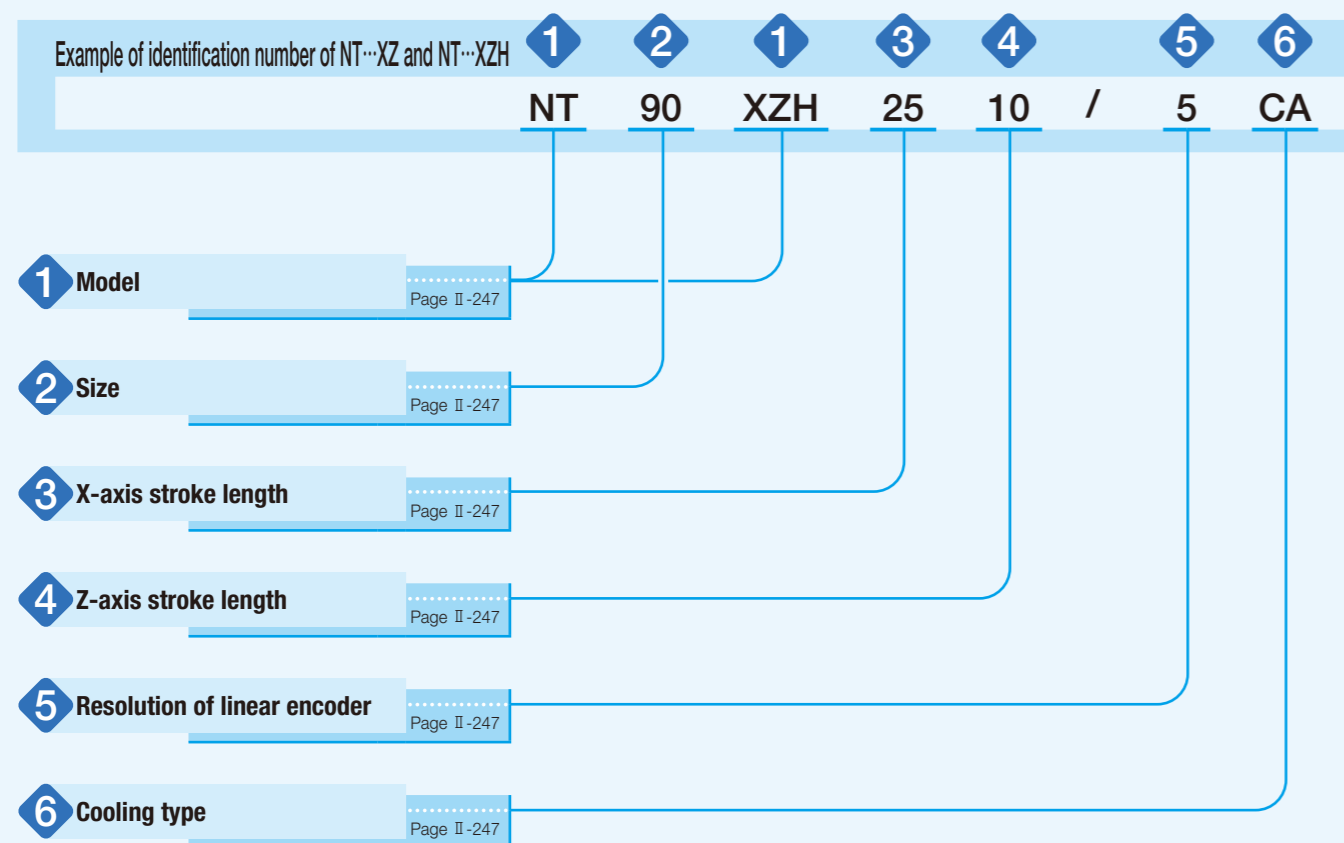 Example of identification number of NT…XZ and NT…XZH 1 2 1 3 4 5 6
NT 90 XZH 25 10 / 5 CA
1 Model
Page Ⅱ-247
2 Size
Page Ⅱ-247
3 X-axis stroke length
Page Ⅱ-247
4 Z-axis stroke length
Page Ⅱ-247
5 Resolution of linear encoder
Page Ⅱ-247
6 Cooling type
Page Ⅱ-247